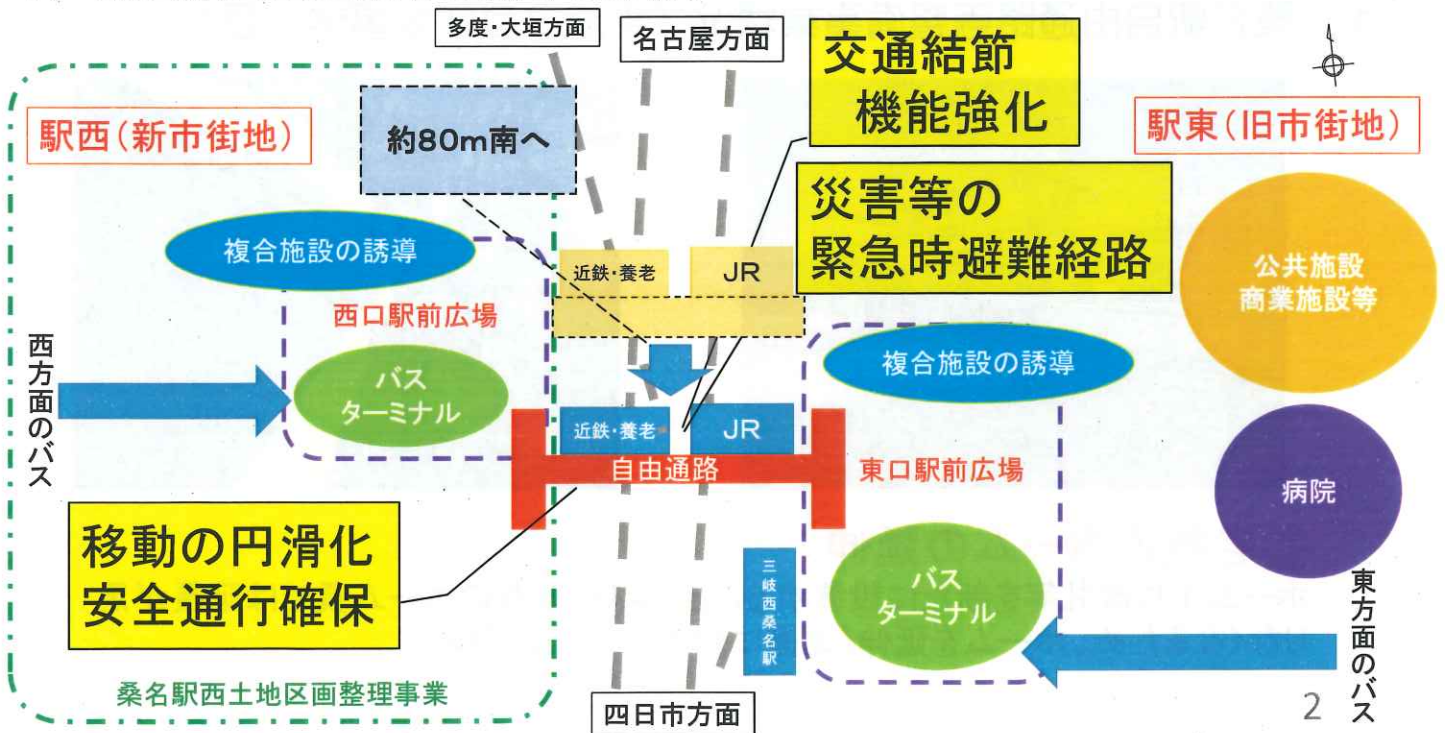 多度・大垣方面
名古屋方面
交通結節
機能強化
駅西(新市街地)
約80m南へ
駅東(旧市街地)
災害等の
緊急時避難経路
複合施設の誘導
近鉄・養老
JR
公共施設
商業施設等
西口駅前広場
複合施設の誘導
西方面のバス
バス
ターミナル
近鉄・養老
JR
自由通路
東口駅前広場
病院
移動の円滑化
安全通行確保
三岐西桑名駅
バス
ターミナル
東方面のバス
桑名駅西土地区画整理事業
四日市方面
2